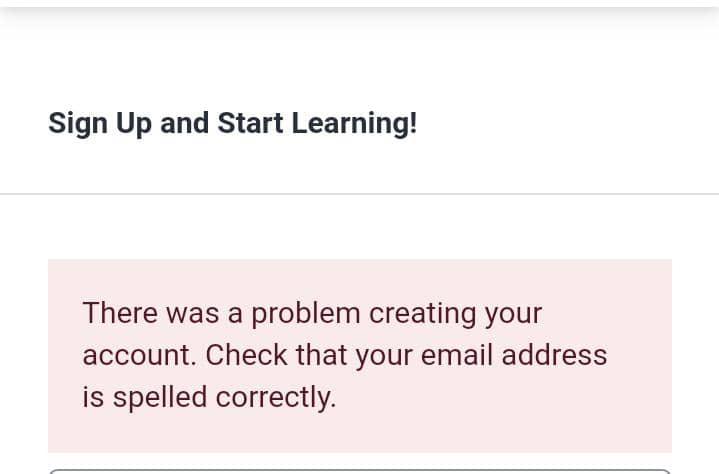 Sign Up and Start Learning!
There was a problem creating your
account. Check that your email address
is spelled correctly.